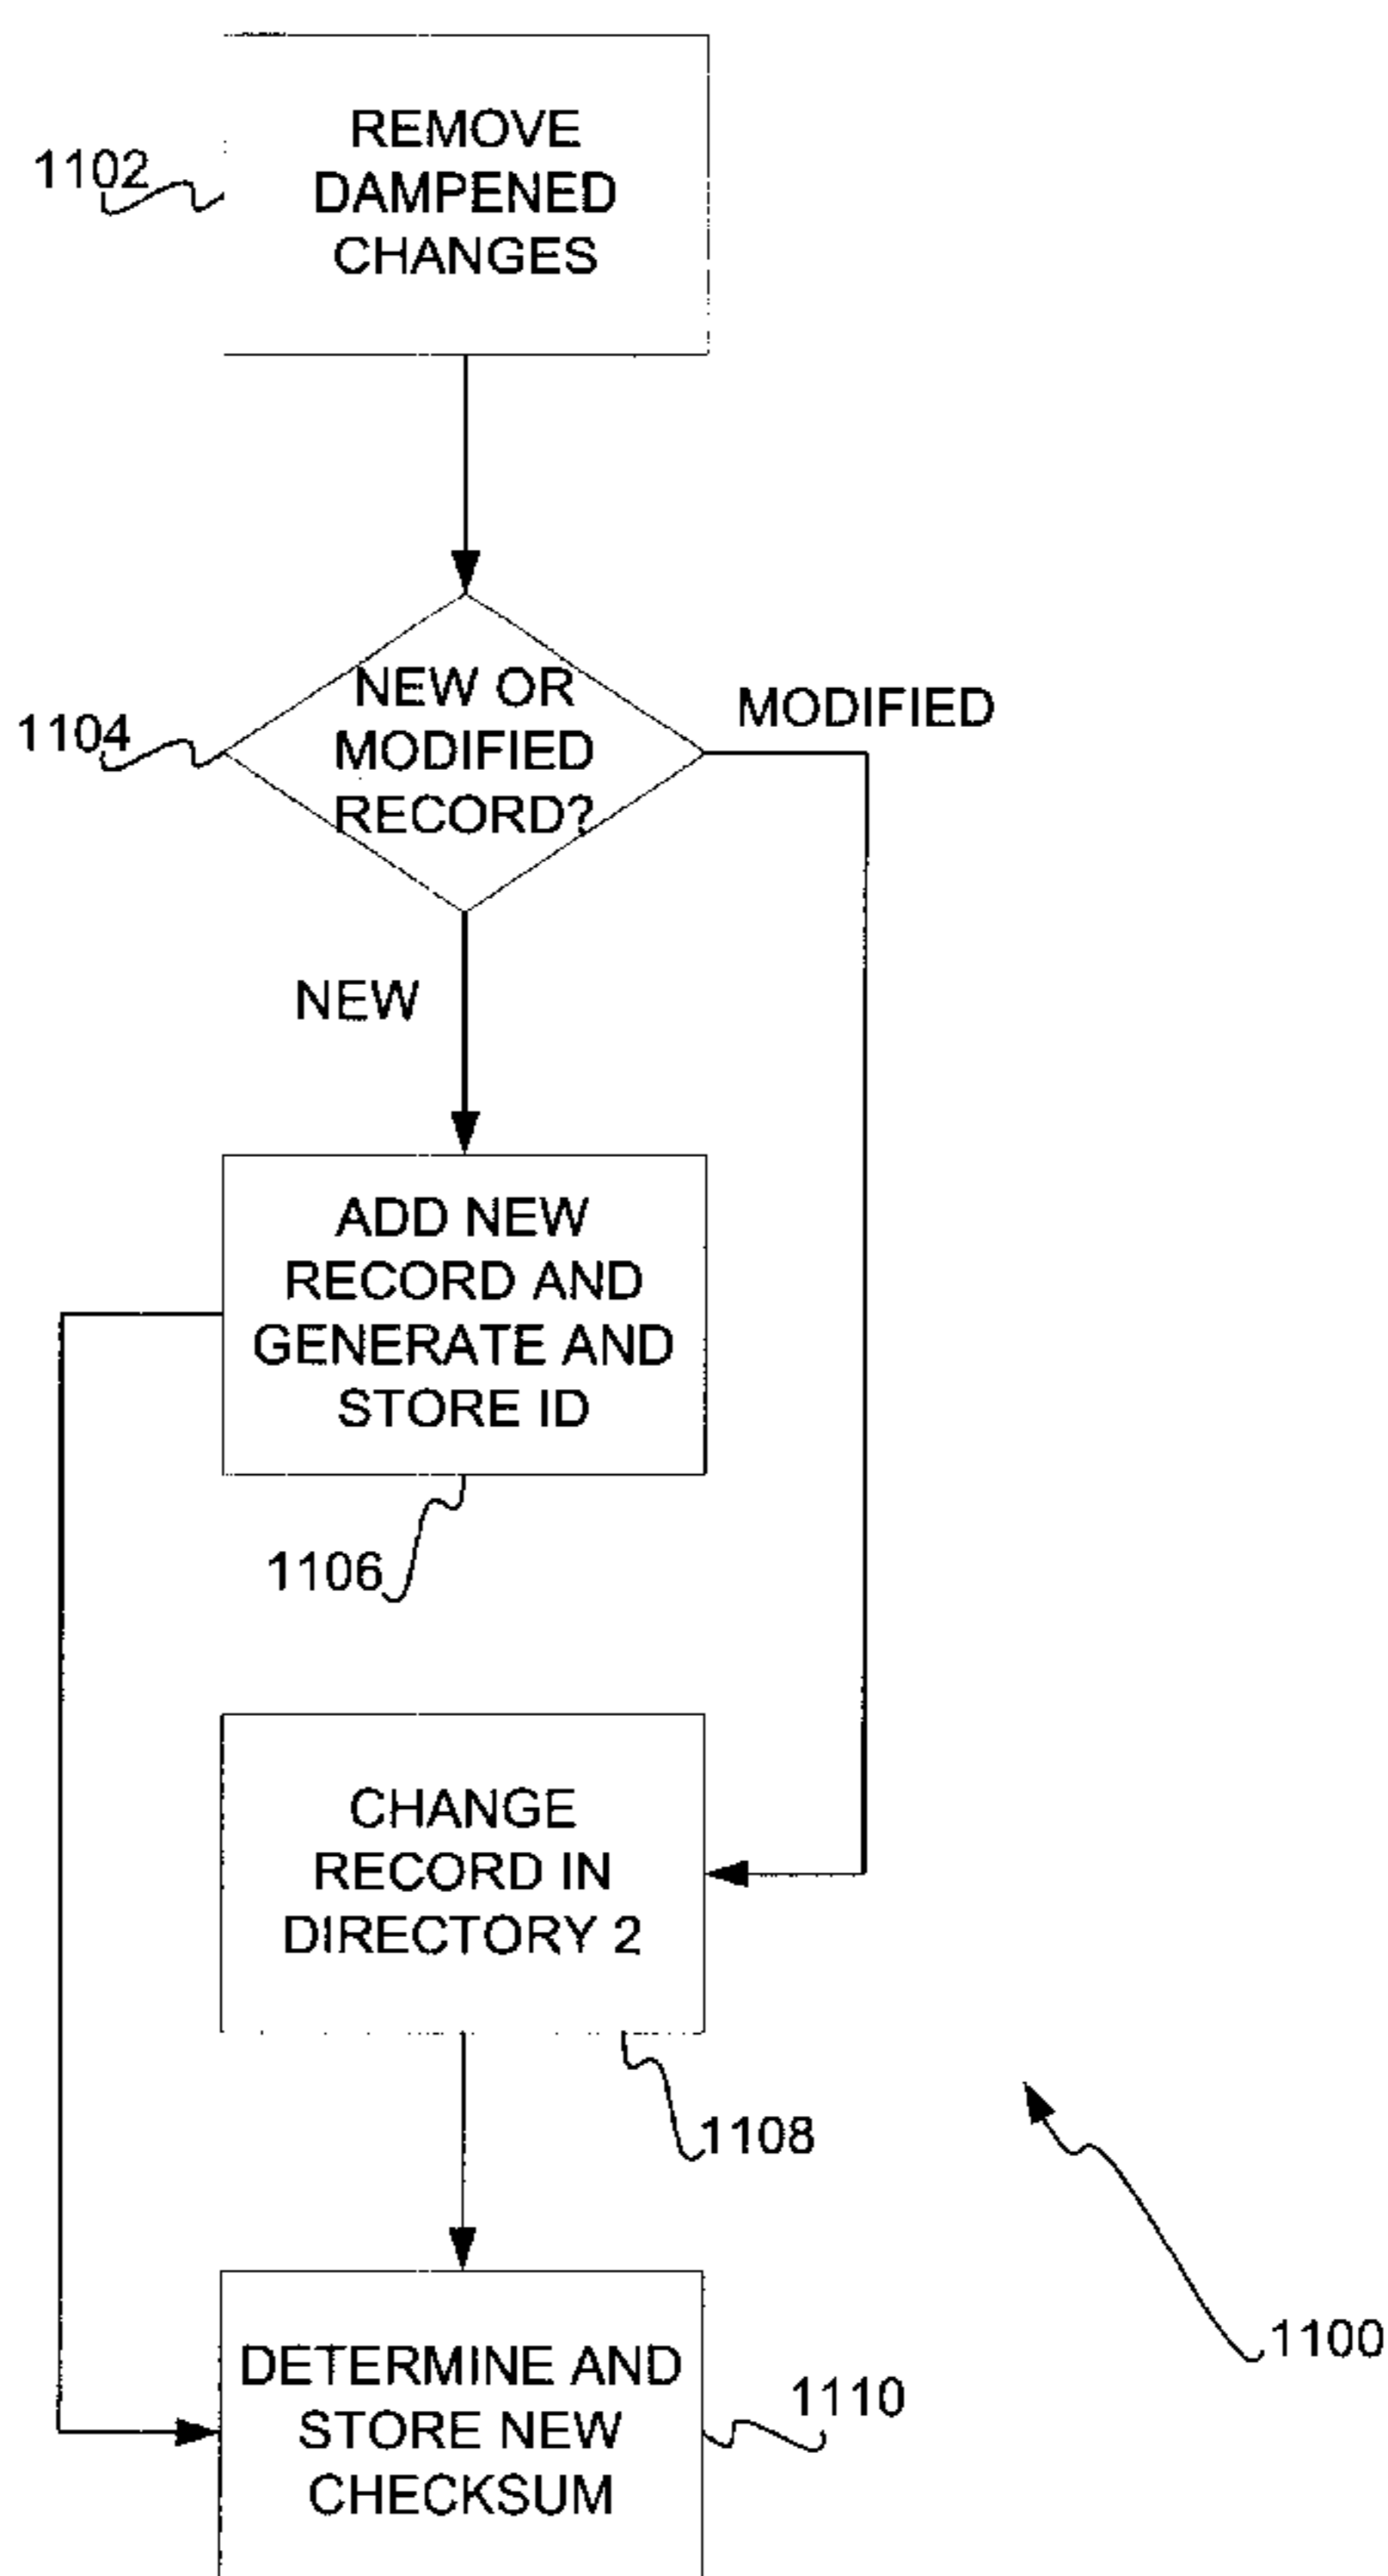 REMOVE
DAMPENED
CHANGES
1102
NEW OR
MODIFIED
RECORD?
1104
MODIFIED
NEW
ADD NEW
RECORD AND
GENERATE AND
STORE ID
1106
CHANGE
RECORD IN
DIRECTORY 2
1108
DETERMINE AND
STORE NEW
CHECKSUM
1110
1100